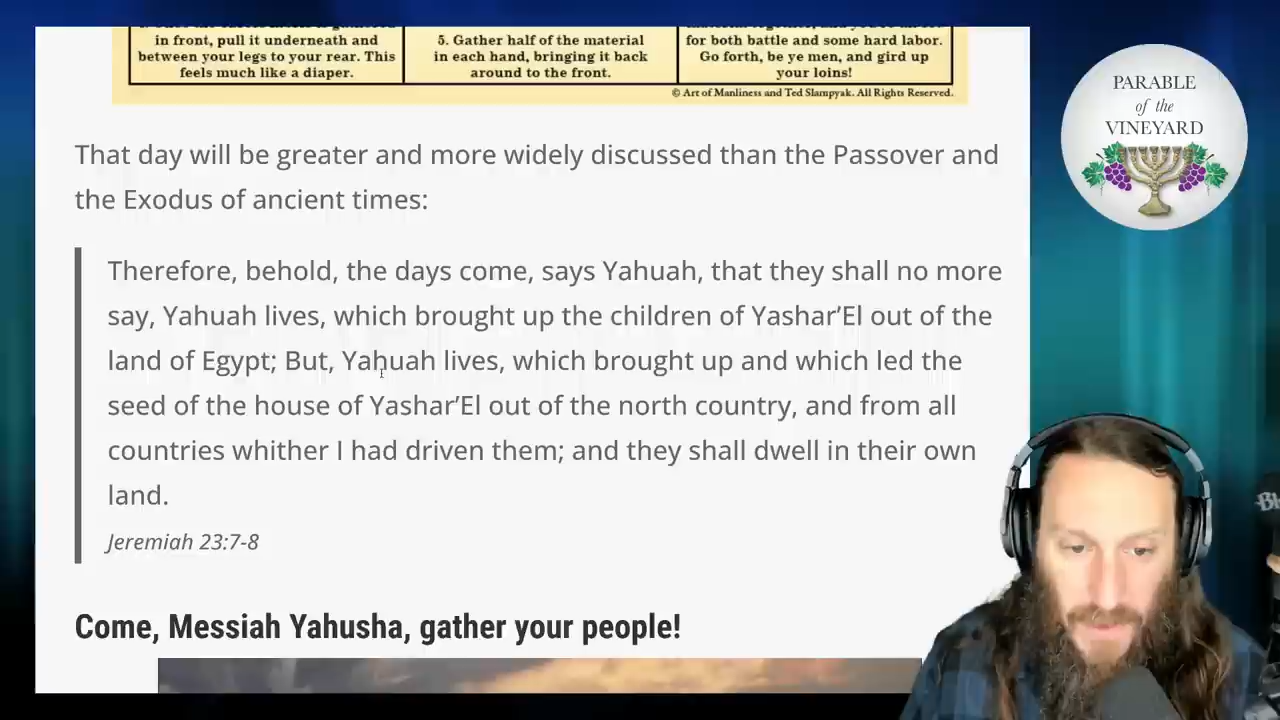 in front, pull it underneath and
between your legs to your rear. This
feels much like a diaper.
5. Gather half of the material
in each hand, bringing it back
around to the front.
for both battle and some hard labor.
Go forth, be ye men, and gird up
your loins!
© Art of Manliness and Ted Slampyak. All Rights Reserved.
PARABLE
of the
VINEYARD
That day will be greater and more widely discussed than the Passover and
the Exodus of ancient times:
Therefore, behold, the days come, says Yahuah, that they shall no more
say, Yahuah lives, which brought up the children of Yashar’El out of the
land of Egypt; But, Yahuah lives, which brought up and which led the
seed of the house of Yashar’El out of the north country, and from all
countries whither I had driven them; and they shall dwell in their own
land.
Jeremiah 23:7-8
Come, Messiah Yahusha, gather your people!